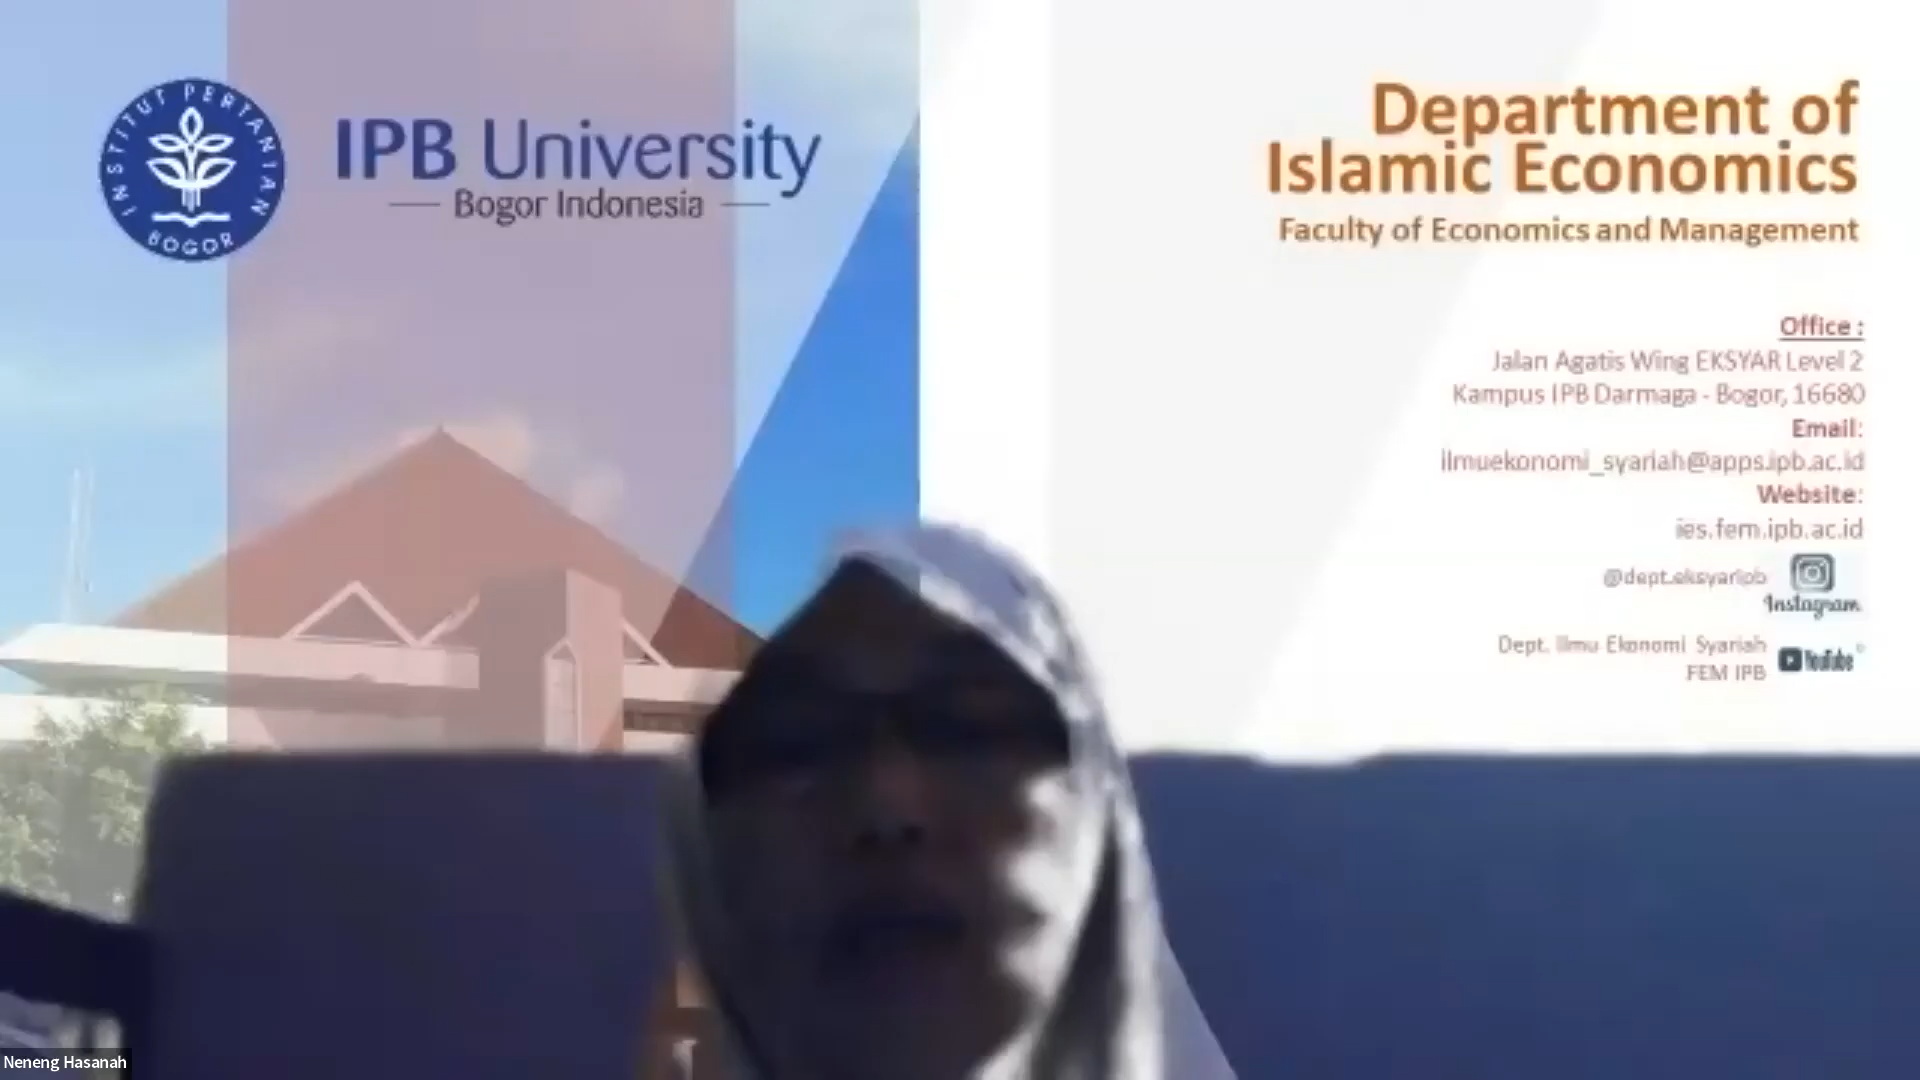 INSTITUT PERTANIAN
BOGOR
IPB University
Bogor Indonesia
Department of
Islamic Economics
Faculty of Economics and Management
Office :
Jalan Agatis Wing EKSYAR Level 2
Kampus IPB Darmaga - Bogor, 16680
Email:
ilmuekonomi_syariah@apps.ipb.ac.id
Website:
ies.fem.ipb.ac.id
@dept.eksyaripb
Instagram
Dept. Ilmu Ekonomi Syariah
FEM IPB
YouTube
Neneng Hasanah